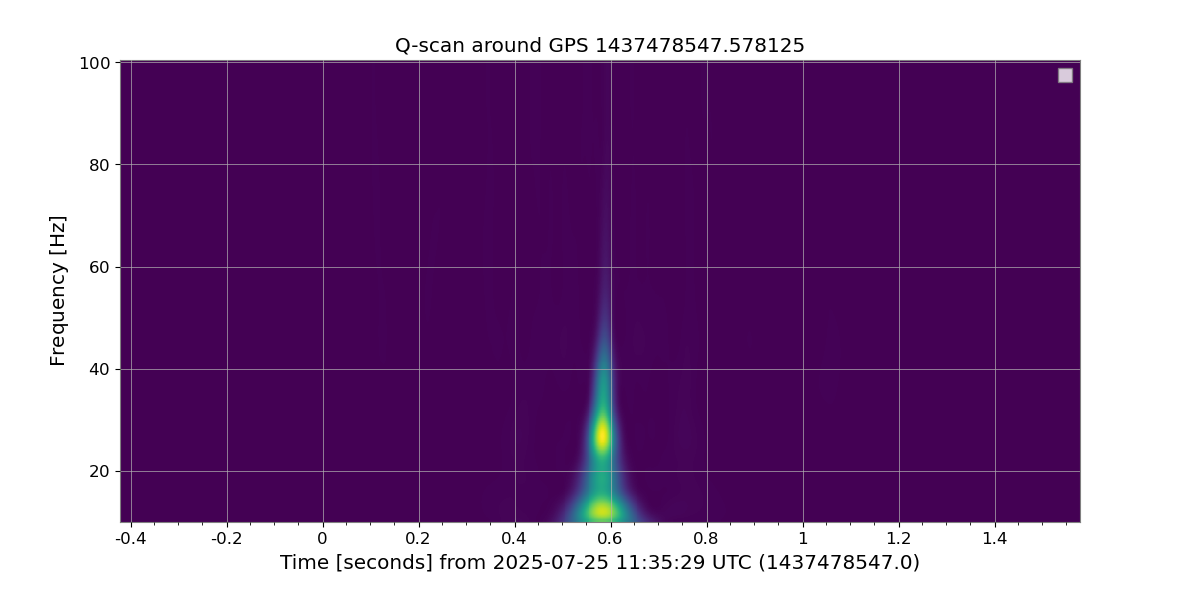 Q-scan around GPS 1437478547.578125
100
80
60
40
20
Frequency [Hz]
-0.4 -0.2 0 0.2 0.4 0.6 0.8 1 1.2 1.4
Time [seconds] from 2025-07-25 11:35:29 UTC (1437478547.0)